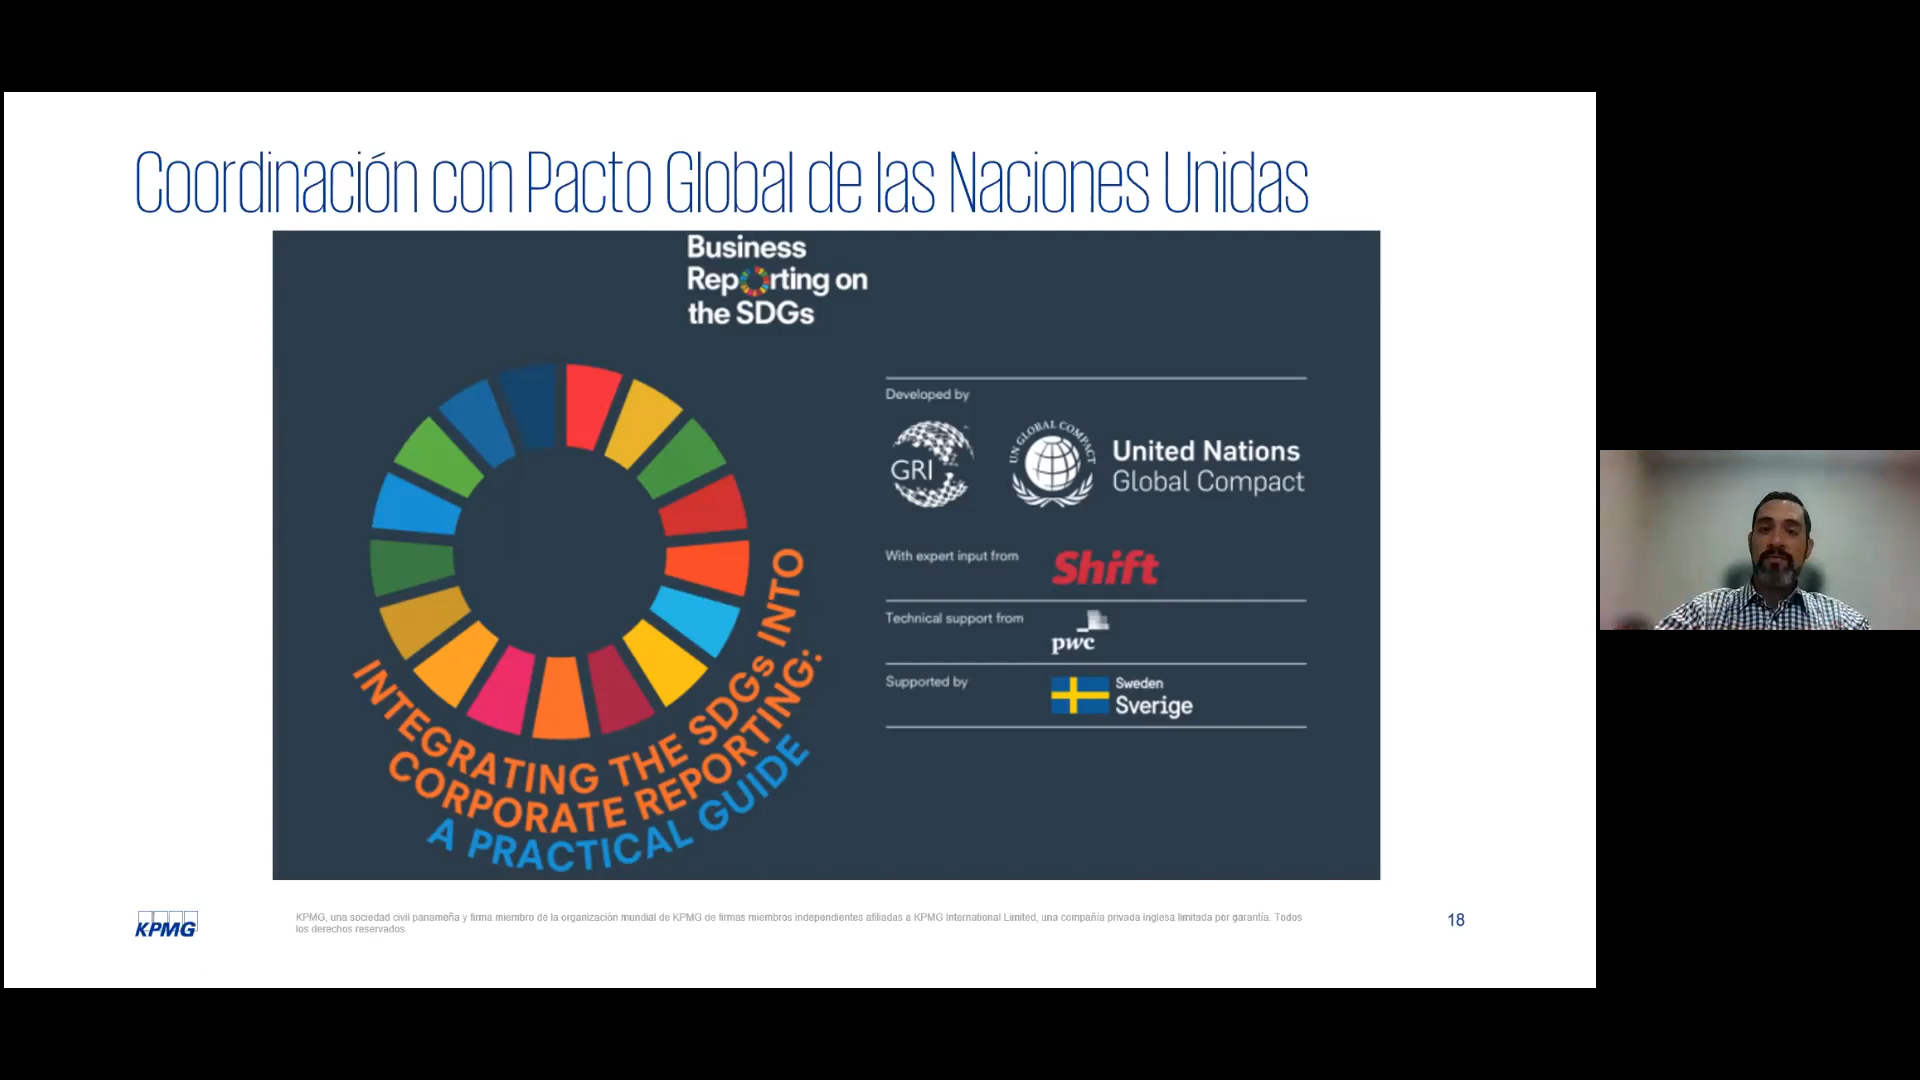 Coordinación con Pacto Global de las Naciones Unidas
Business
Reporting on
the SDGs
INTEGRATING THE SDGs INTO
CORPORATE REPORTING:
A PRACTICAL GUIDE
Developed by
GRI
UN GLOBAL COMPACT
United Nations
Global Compact
With expert input from
Shift
Technical support from
pwc
Supported by
Sweden
Sverige
KPMG
KPMG, una sociedad civil panameña y firma miembro de la organización mundial de KPMG de firmas miembros independientes afiliadas a KPMG International Limited, una compañía privada inglesa limitada por garantía. Todos
los derechos reservados.
18